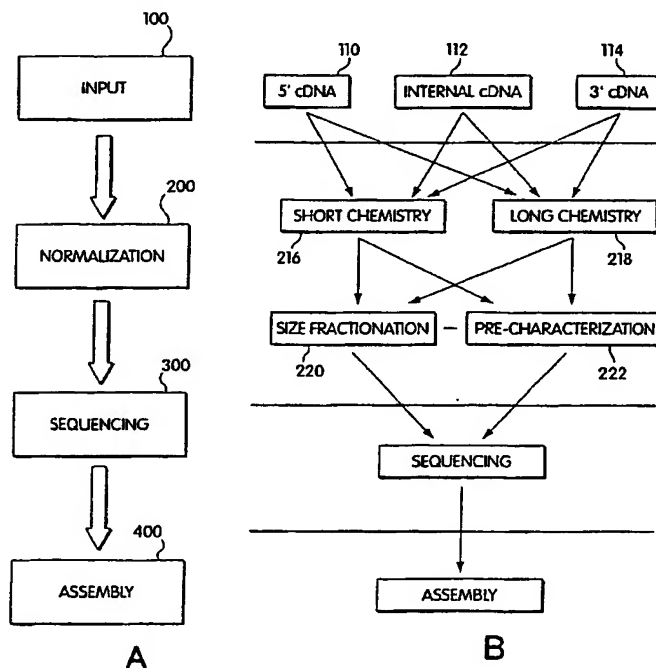 100
INPUT
200
NORMALIZATION
300
SEQUENCING
400
ASSEMBLY
A
110
112
114
5' cDNA
INTERNAL cDNA
3' cDNA
SHORT CHEMISTRY
LONG CHEMISTRY
216
218
SIZE FRACTIONATION
PRE-CHARACTERIZATION
220
222
SEQUENCING
ASSEMBLY
B